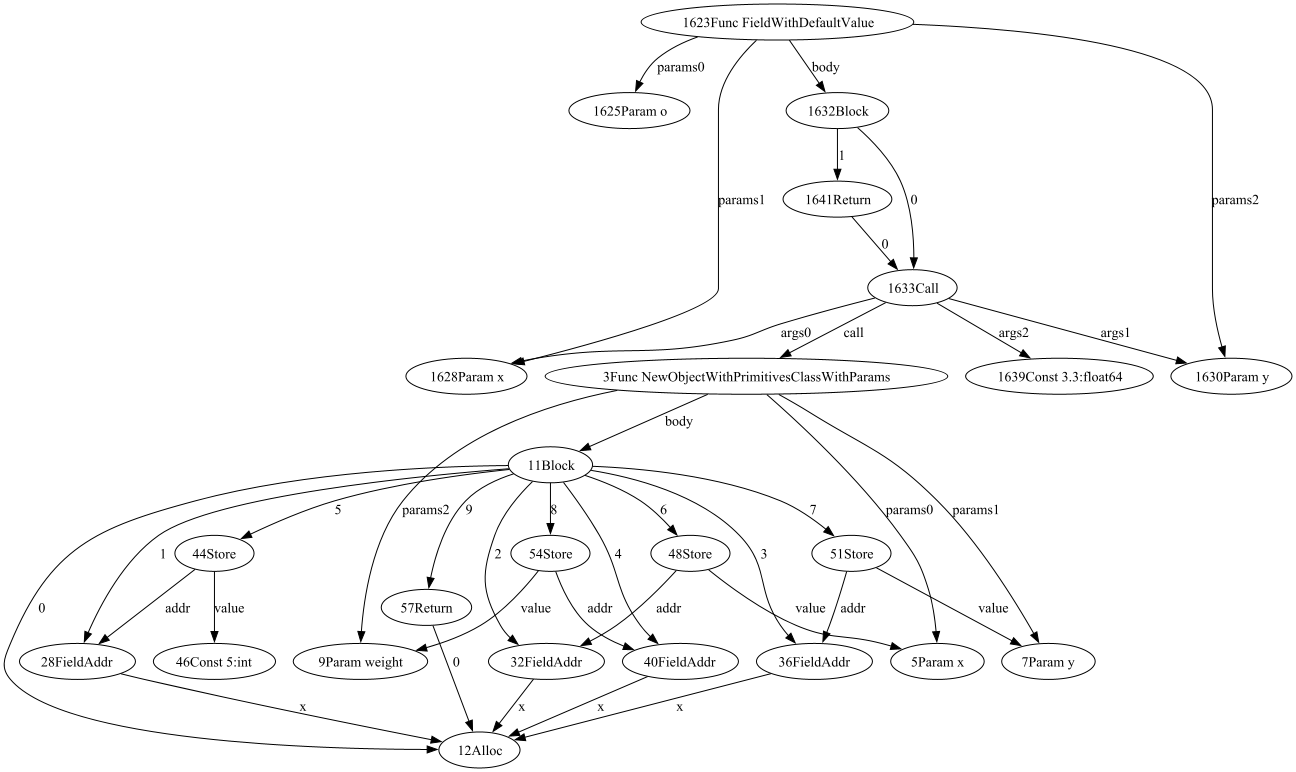 1623Func FieldWithDefaultValue
params0
body
1625Param o
1632Block
1
1641Return
0
params1
params2
0
1633Call
args0
call
args2
args1
1628Param x
3Func NewObjectWithPrimitivesClassWithParams
1639Const 3.3:float64
1630Param y
body
11Block
5
params2
9
8
6
7
params0
params1
44Store
54Store
48Store
51Store
1
2
4
3
0
addr
value
57Return
value
addr
addr
value
addr
value
28FieldAddr
46Const 5:int
9Param weight
0
32FieldAddr
40FieldAddr
36FieldAddr
5Param x
7Param y
x
x
x
x
12Alloc